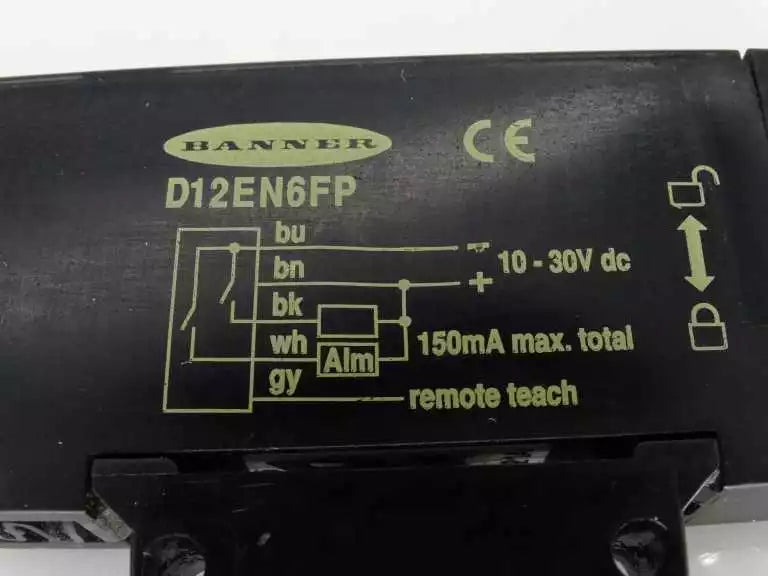 BANNER CE
D12EN6FP
bu -
bn + 10 - 30V dc
bk
wh Alm 150mA max. total
gy remote teach